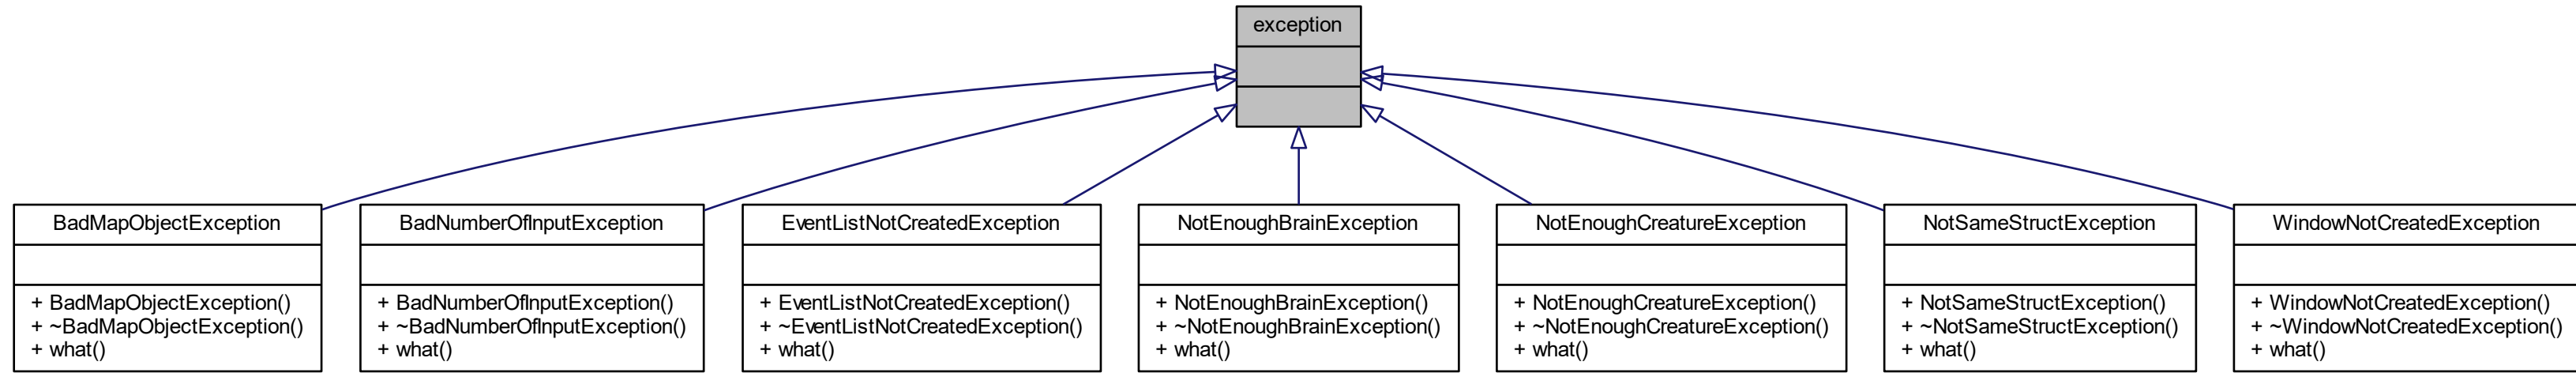 exception
BadMapObjectException
+ BadMapObjectException()
+ ~BadMapObjectException()
+ what()
BadNumberOfInputException
+ BadNumberOfInputException()
+ ~BadNumberOfInputException()
+ what()
EventListNotCreatedException
+ EventListNotCreatedException()
+ ~EventListNotCreatedException()
+ what()
NotEnoughBrainException
+ NotEnoughBrainException()
+ ~NotEnoughBrainException()
+ what()
NotEnoughCreatureException
+ NotEnoughCreatureException()
+ ~NotEnoughCreatureException()
+ what()
NotSameStructException
+ NotSameStructException()
+ ~NotSameStructException()
+ what()
WindowNotCreatedException
+ WindowNotCreatedException()
+ ~WindowNotCreatedException()
+ what()